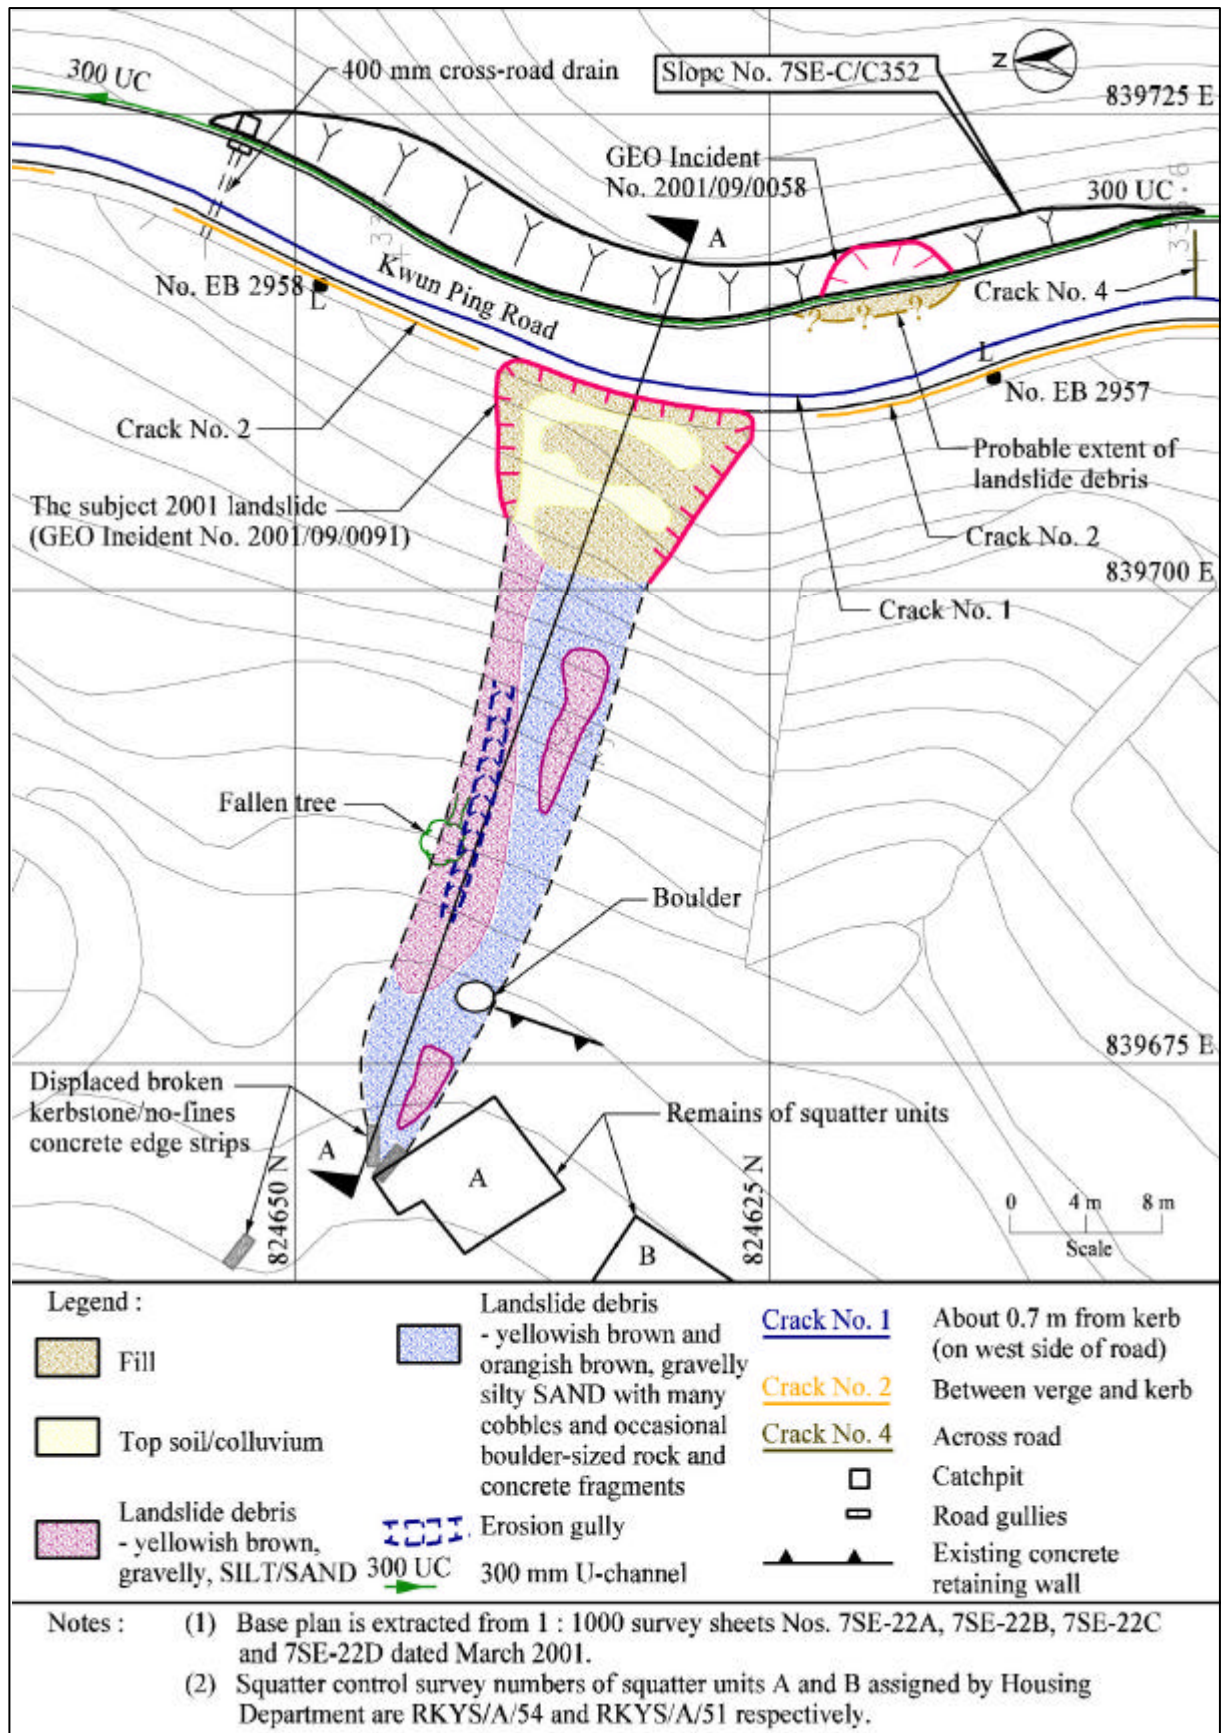 300 UC
400 mm cross-road drain
Slope No. 7SE-C/C352
N
839725 E
GEO Incident
No. 2001/09/0058
300 UC
A
No. EB 2958
L
Kwun Ping Road
Crack No. 4
L
No. EB 2957
? ? ?
Crack No. 2
Probable extent of
landslide debris
The subject 2001 landslide
(GEO Incident No. 2001/09/0091)
Crack No. 2
839700 E
Crack No. 1
Fallen tree
Boulder
839675 E
Displaced broken
kerbstone/no-fines
concrete edge strips
Remains of squatter units
A
A
B
824650 N
824625 N
0 4 m 8 m
Scale
Legend :
Fill
Top soil/colluvium
Landslide debris
- yellowish brown,
gravelly, SILT/SAND
Landslide debris
- yellowish brown and
orangish brown, gravelly
silty SAND with many
cobbles and occasional
boulder-sized rock and
concrete fragments
Erosion gully
300 UC
300 mm U-channel
Crack No. 1
About 0.7 m from kerb
(on west side of road)
Crack No. 2
Between verge and kerb
Crack No. 4
Across road
Catchpit
Road gullies
Existing concrete
retaining wall
Notes :
(1) Base plan is extracted from 1 : 1000 survey sheets Nos. 7SE-22A, 7SE-22B, 7SE-22C
and 7SE-22D dated March 2001.
(2) Squatter control survey numbers of squatter units A and B assigned by Housing
Department are RKYS/A/54 and RKYS/A/51 respectively.